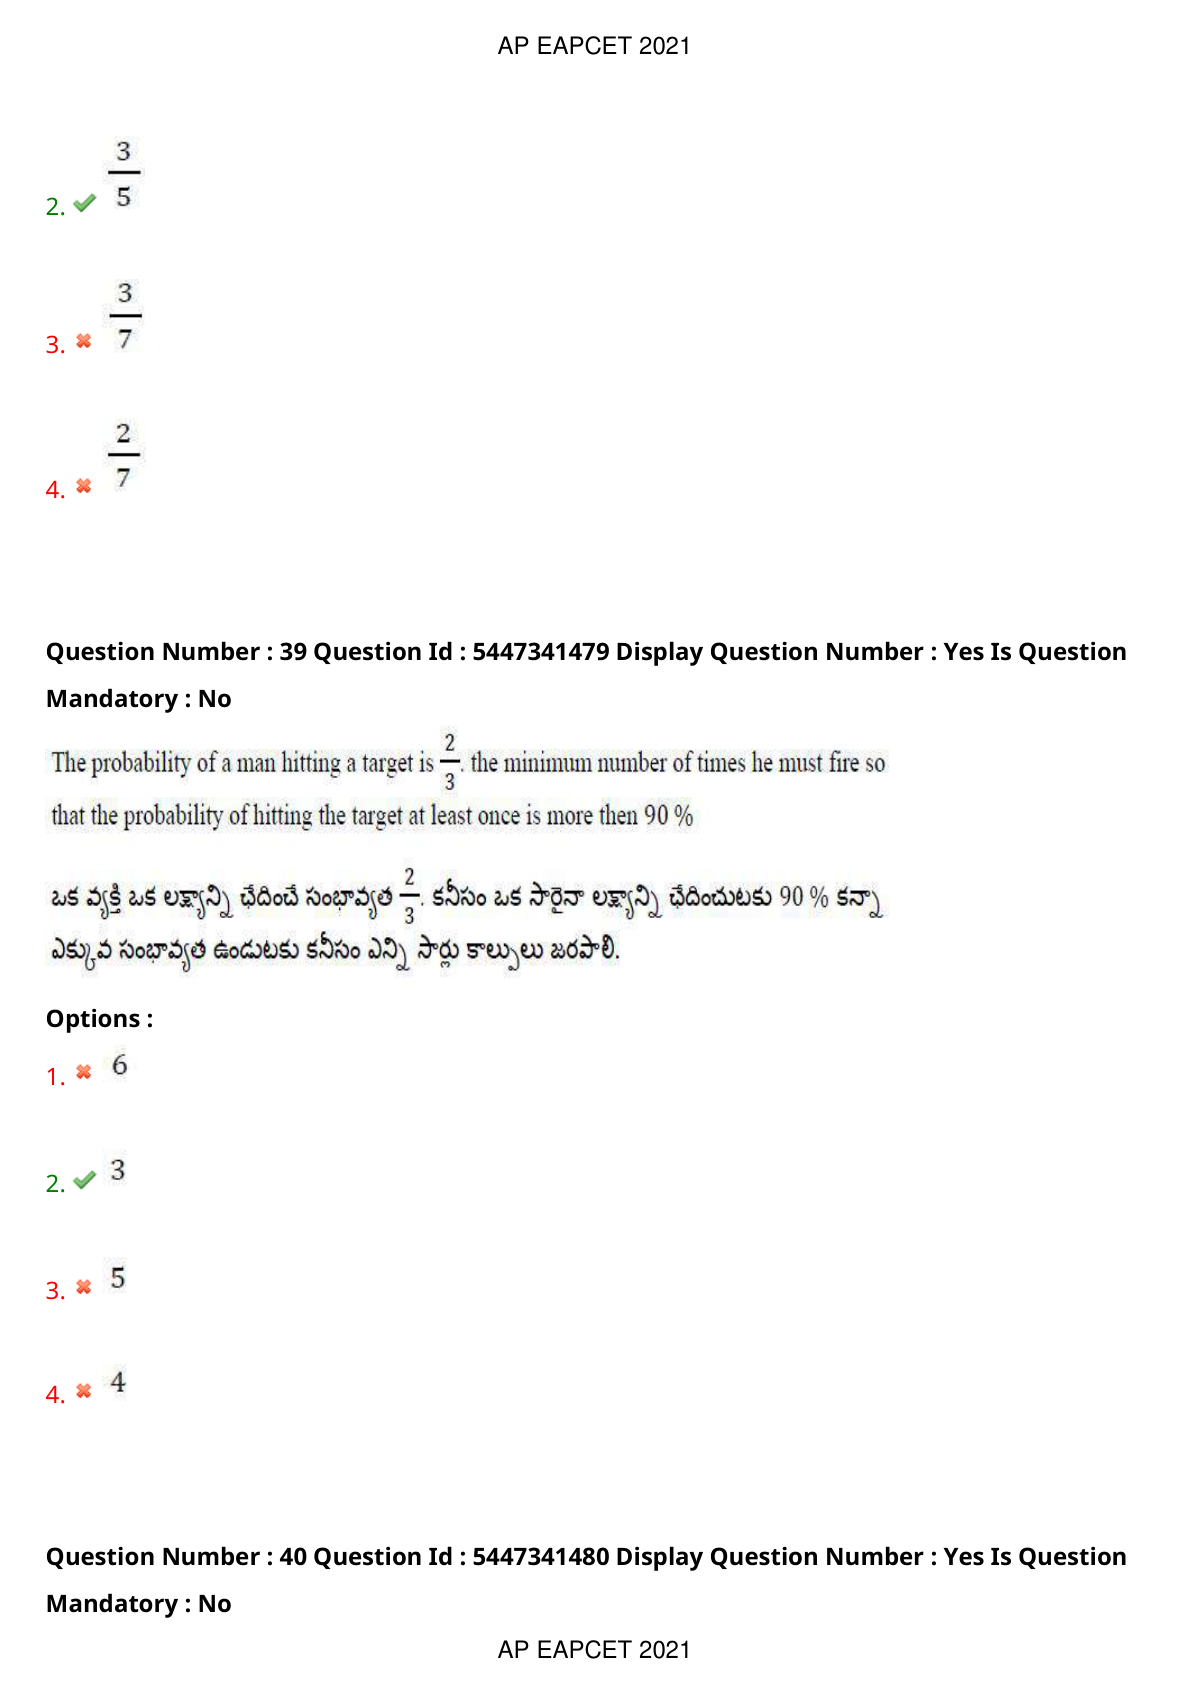 AP EAPCET 2021
2. 3/5
3. 3/7
4. 2/7
Question Number : 39 Question Id : 5447341479 Display Question Number : Yes Is Question
Mandatory : No
The probability of a man hitting a target is 2/3. the minimum number of times he must fire so
that the probability of hitting the target at least once is more then 90 %
ఒక వ్యక్తి ఒక లక్ష్యాన్ని ఛేదించే సంభావ్యత 2/3. కనీసం ఒక సారైనా లక్ష్యాన్ని ఛేదించుటకు 90 % కన్నా
ఎక్కువ సంభావ్యత ఉండుటకు కనీసం ఎన్ని సార్లు కాల్పులు జరపాలి.
Options :
1. 6
2. 3
3. 5
4. 4
Question Number : 40 Question Id : 5447341480 Display Question Number : Yes Is Question
Mandatory : No
AP EAPCET 2021